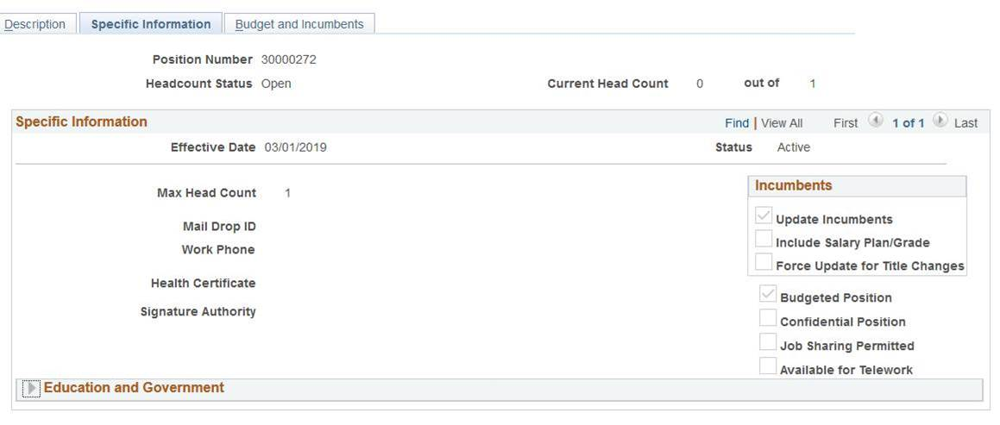 Description Specific Information Budget and Incumbents
Position Number 30000272
Headcount Status Open Current Head Count 0 out of 1
Specific Information Find | View All First 1 of 1 Last
Effective Date 03/01/2019 Status Active
Max Head Count 1
Mail Drop ID
Work Phone
Health Certificate
Signature Authority
Incumbents
Update Incumbents
Include Salary Plan/Grade
Force Update for Title Changes
Budgeted Position
Confidential Position
Job Sharing Permitted
Available for Telework
Education and Government